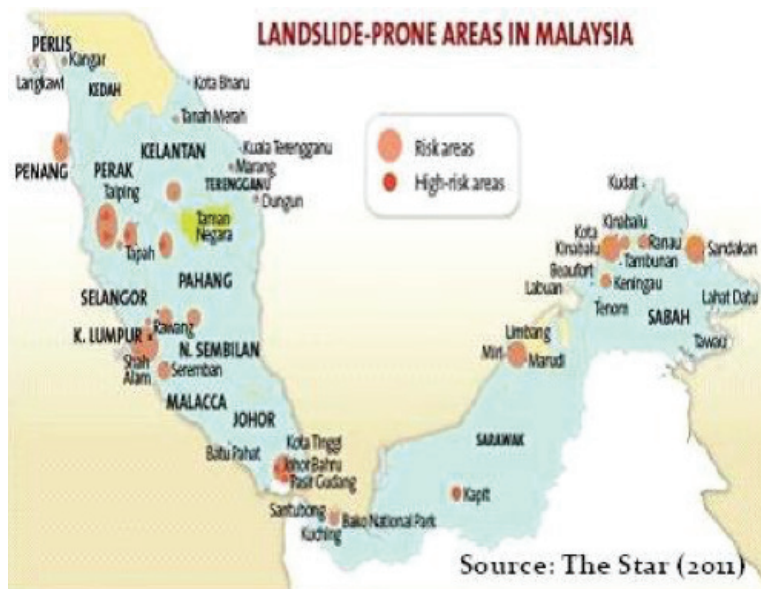 LANDSLIDE-PRONE AREAS IN MALAYSIA
PERLIS
Kangar
Langkawi
KEDAH
Kota Bharu
Tanah Merah
KELANTAN
Kuala Terengganu
PENANG
PERAK
Marang
Taiping
TERENGGANU
Dungun
Taman
Negara
Tapah
PAHANG
SELANGOR
Rawang
K. LUMPUR
N. SEMBILAN
Shah
Alam
Seremban
MALACCA
JOHOR
Kota Tinggi
Batu Pahat
Johor Bahru
Pasir Gudang
Risk areas
High-risk areas
Kudat
Kinabalu
Kota
Kinabalu
Ranau
Sandakan
Tambunan
Beaufort
Keningau
Labuan
Tenom
Lahat Datu
SABAH
Limbang
Tawau
Miri
Marudi
SARAWAK
Kapit
Santubong
Bako National Park
Kuching
Source: The Star (2011)